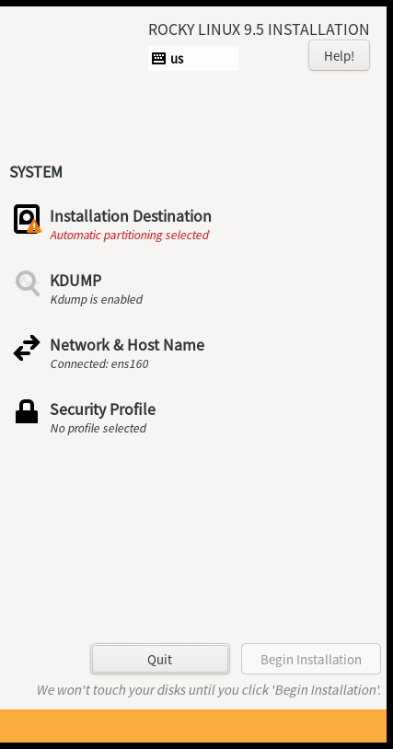 ROCKY LINUX 9.5 INSTALLATION
us
Help!
SYSTEM
Installation Destination
Automatic partitioning selected
KDUMP
Kdump is enabled
Network & Host Name
Connected: ens160
Security Profile
No profile selected
Quit
Begin Installation
We won't touch your disks until you click 'Begin Installation'.